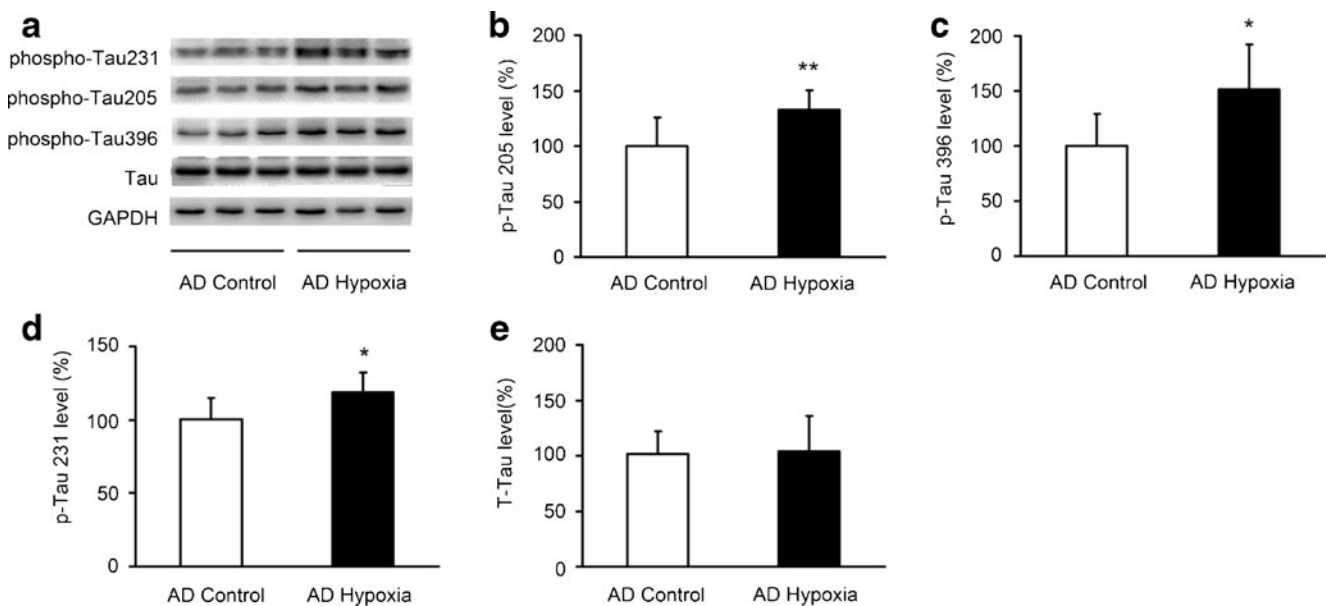 a
phospho-Tau231
phospho-Tau205
phospho-Tau396
Tau
GAPDH
AD Control AD Hypoxia
b
p-Tau 205 level (%)
200
150
100
50
0
**
AD Control AD Hypoxia
c
p-Tau 396 level (%)
200
150
100
50
0
*
AD Control AD Hypoxia
d
p-Tau 231 level (%)
150
100
50
0
*
AD Control AD Hypoxia
e
T-Tau level(%)
200
150
100
50
0
AD Control AD Hypoxia